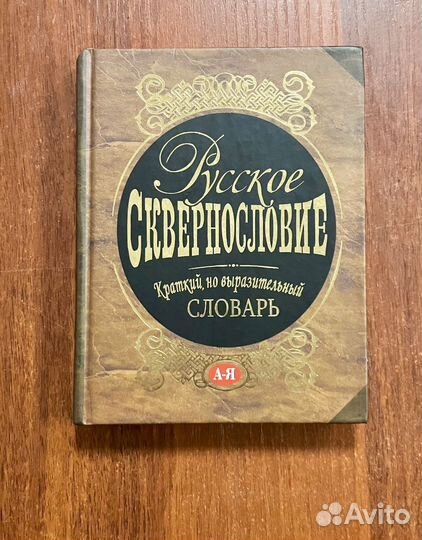 Русское
СКВЕРНОСЛОВИЕ
Краткий, но выразительный
СЛОВАРЬ
А-Я
Avito